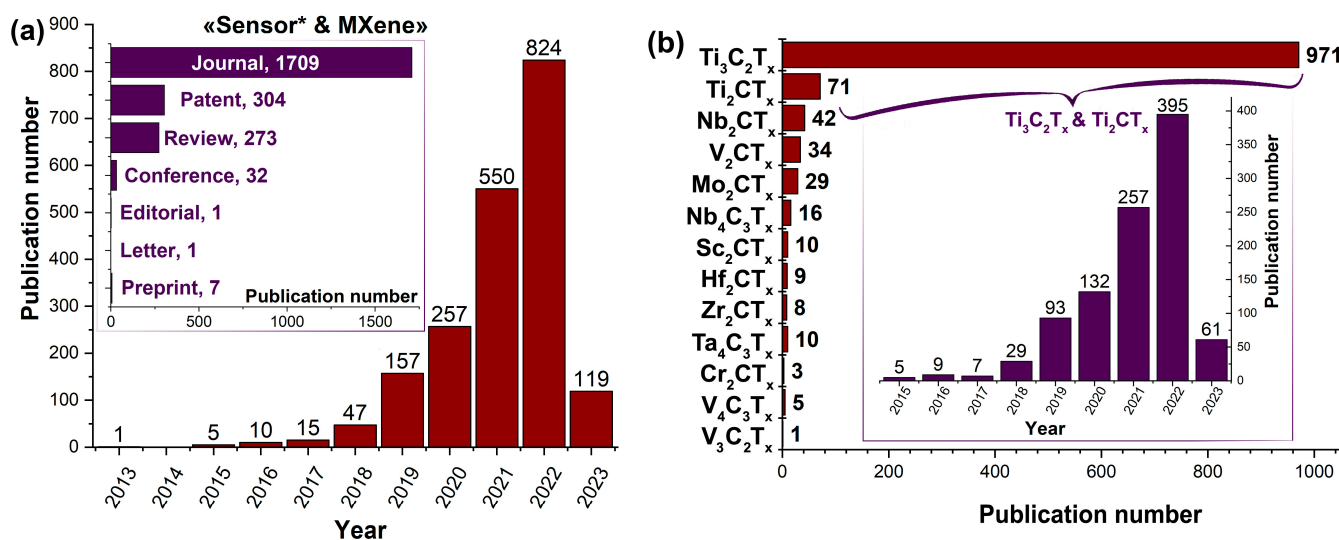 (a)
«Sensor* & MXene»
Publication number
900
800
700
600
500
400
300
200
100
0
Journal, 1709
Patent, 304
Review, 273
Conference, 32
Editorial, 1
Letter, 1
Preprint, 7
Publication number
0 500 1000 1500
1 5 10 15 47 157 257 550 824 119
2013 2014 2015 2016 2017 2018 2019 2020 2021 2022 2023
Year
(b)
Ti₃C₂Tₓ 971
Ti₂CTₓ 71
Nb₂CTₓ 42
V₂CTₓ 34
Mo₂CTₓ 29
Nb₄C₃Tₓ 16
Sc₂CTₓ 10
Hf₂CTₓ 9
Zr₂CTₓ 8
Ta₄C₃Tₓ 10
Cr₂CTₓ 3
V₄C₃Tₓ 5
V₃C₂Tₓ 1
0 200 400 600 800 1000
Publication number
Ti₃C₂Tₓ & Ti₂CTₓ
5 9 7 29 93 132 257 395 61
2015 2016 2017 2018 2019 2020 2021 2022 2023
Year
400
350
300
250
200
150
100
50
0
Publication number